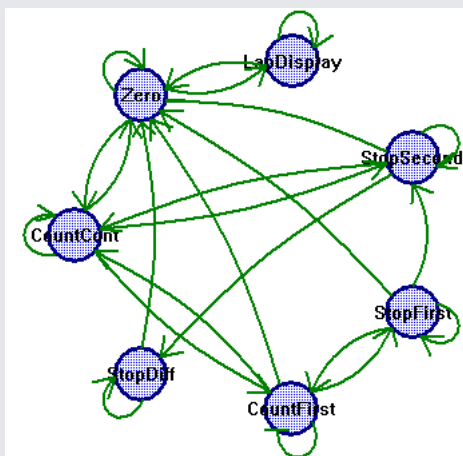 LapDisplay
Zero
StopSecond
CountCont
StopFirst
StopDiff
CountFirst